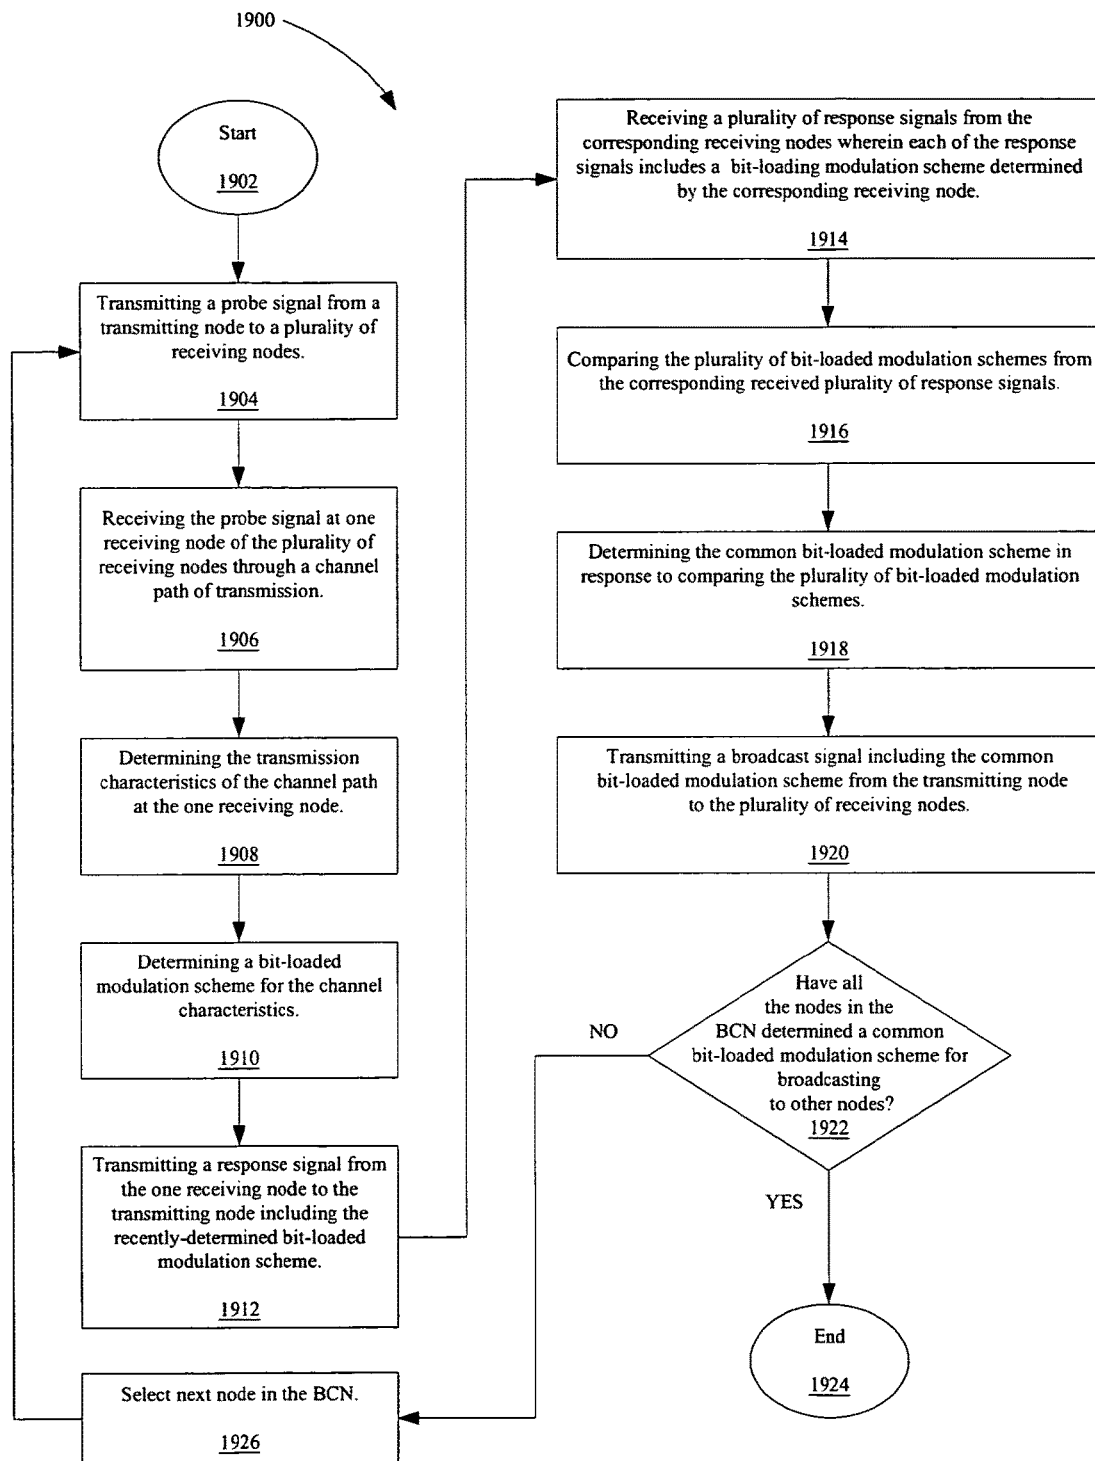 1900
Start
1902
Transmitting a probe signal from a
transmitting node to a plurality of
receiving nodes.
1904
Receiving the probe signal at one
receiving node of the plurality of
receiving nodes through a channel
path of transmission.
1906
Determining the transmission
characteristics of the channel path
at the one receiving node.
1908
Determining a bit-loaded
modulation scheme for the channel
characteristics.
1910
Transmitting a response signal from
the one receiving node to the
transmitting node including the
recently-determined bit-loaded
modulation scheme.
1912
Receiving a plurality of response signals from the
corresponding receiving nodes wherein each of the response
signals includes a bit-loading modulation scheme determined
by the corresponding receiving node.
1914
Comparing the plurality of bit-loaded modulation schemes from
the corresponding received plurality of response signals.
1916
Determining the common bit-loaded modulation scheme in
response to comparing the plurality of bit-loaded modulation
schemes.
1918
Transmitting a broadcast signal including the common
bit-loaded modulation scheme from the transmitting node
to the plurality of receiving nodes.
1920
Have all
the nodes in the
BCN determined a common
bit-loaded modulation scheme for
broadcasting
to other nodes?
1922
NO
YES
End
1924
Select next node in the BCN.
1926